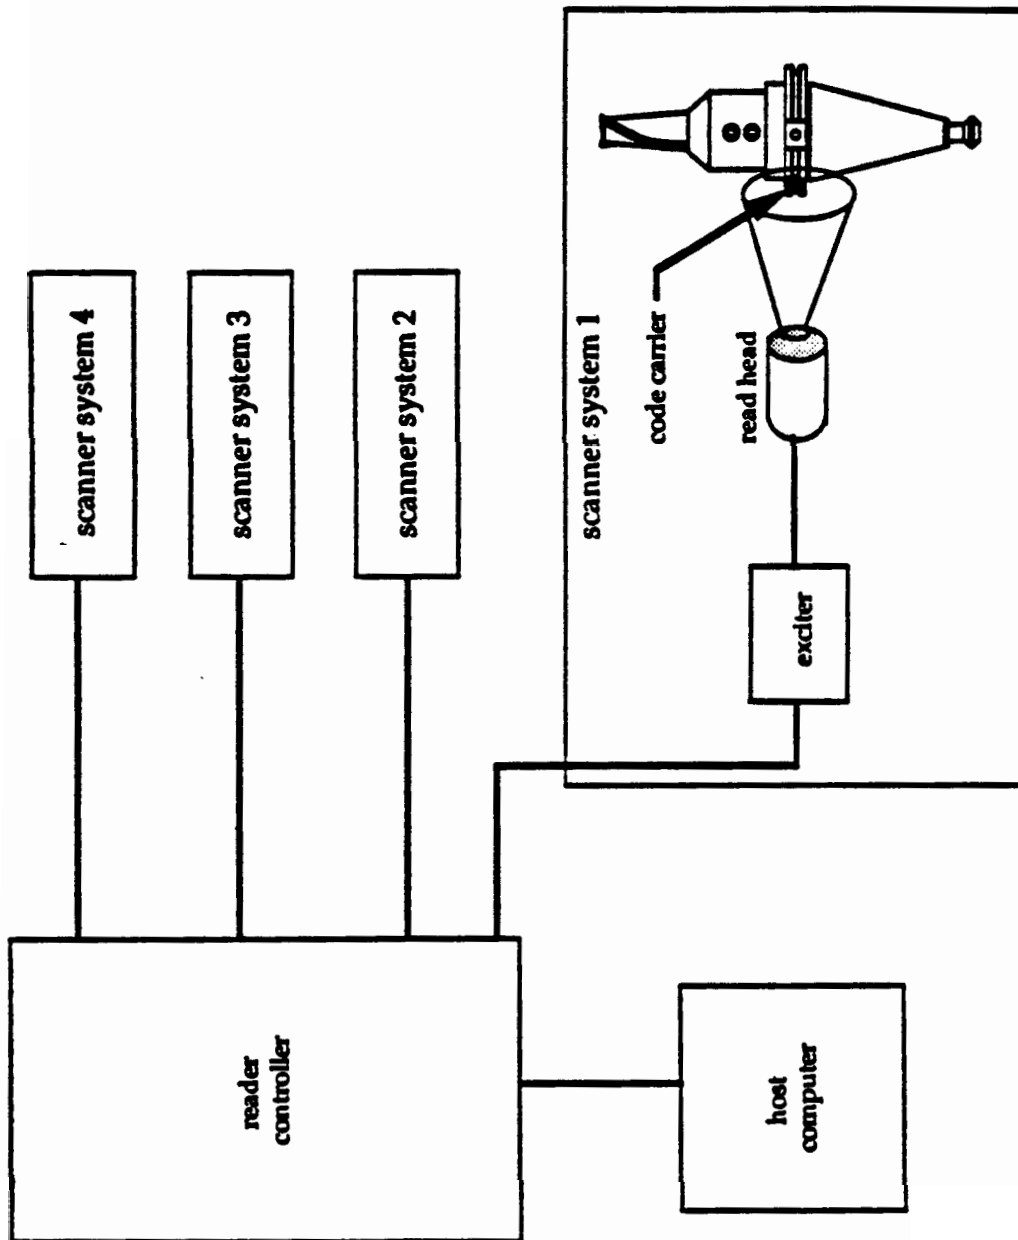 scanner system 4
scanner system 3
scanner system 2
scanner system 1
code carrier
read head
exciter
reader
controller
host
computer